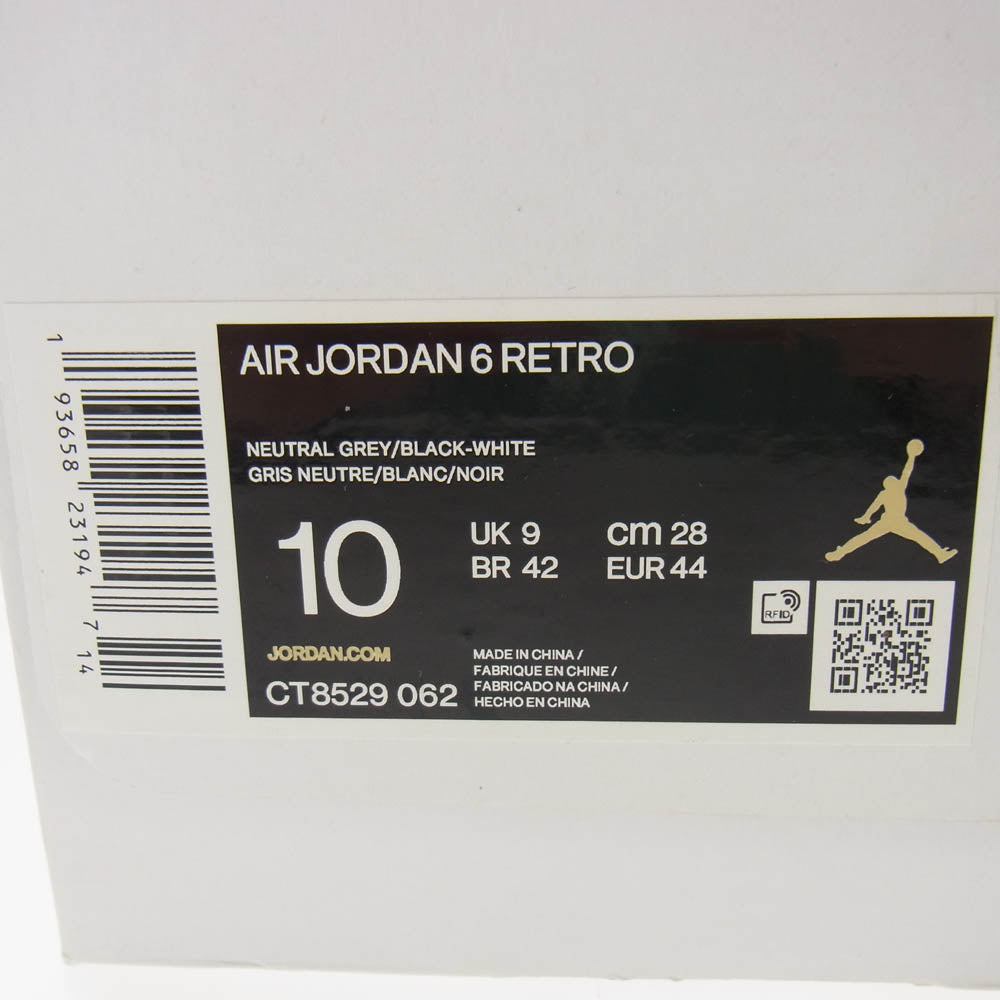 AIR JORDAN 6 RETRO
NEUTRAL GREY/BLACK-WHITE
GRIS NEUTRE/BLANC/NOIR
10
UK 9 cm 28
BR 42 EUR 44
JORDAN.COM
CT8529 062
MADE IN CHINA /
FABRIQUE EN CHINE /
FABRICADO NA CHINA /
HECHO EN CHINA
RFID
1 93658 23194 7 14